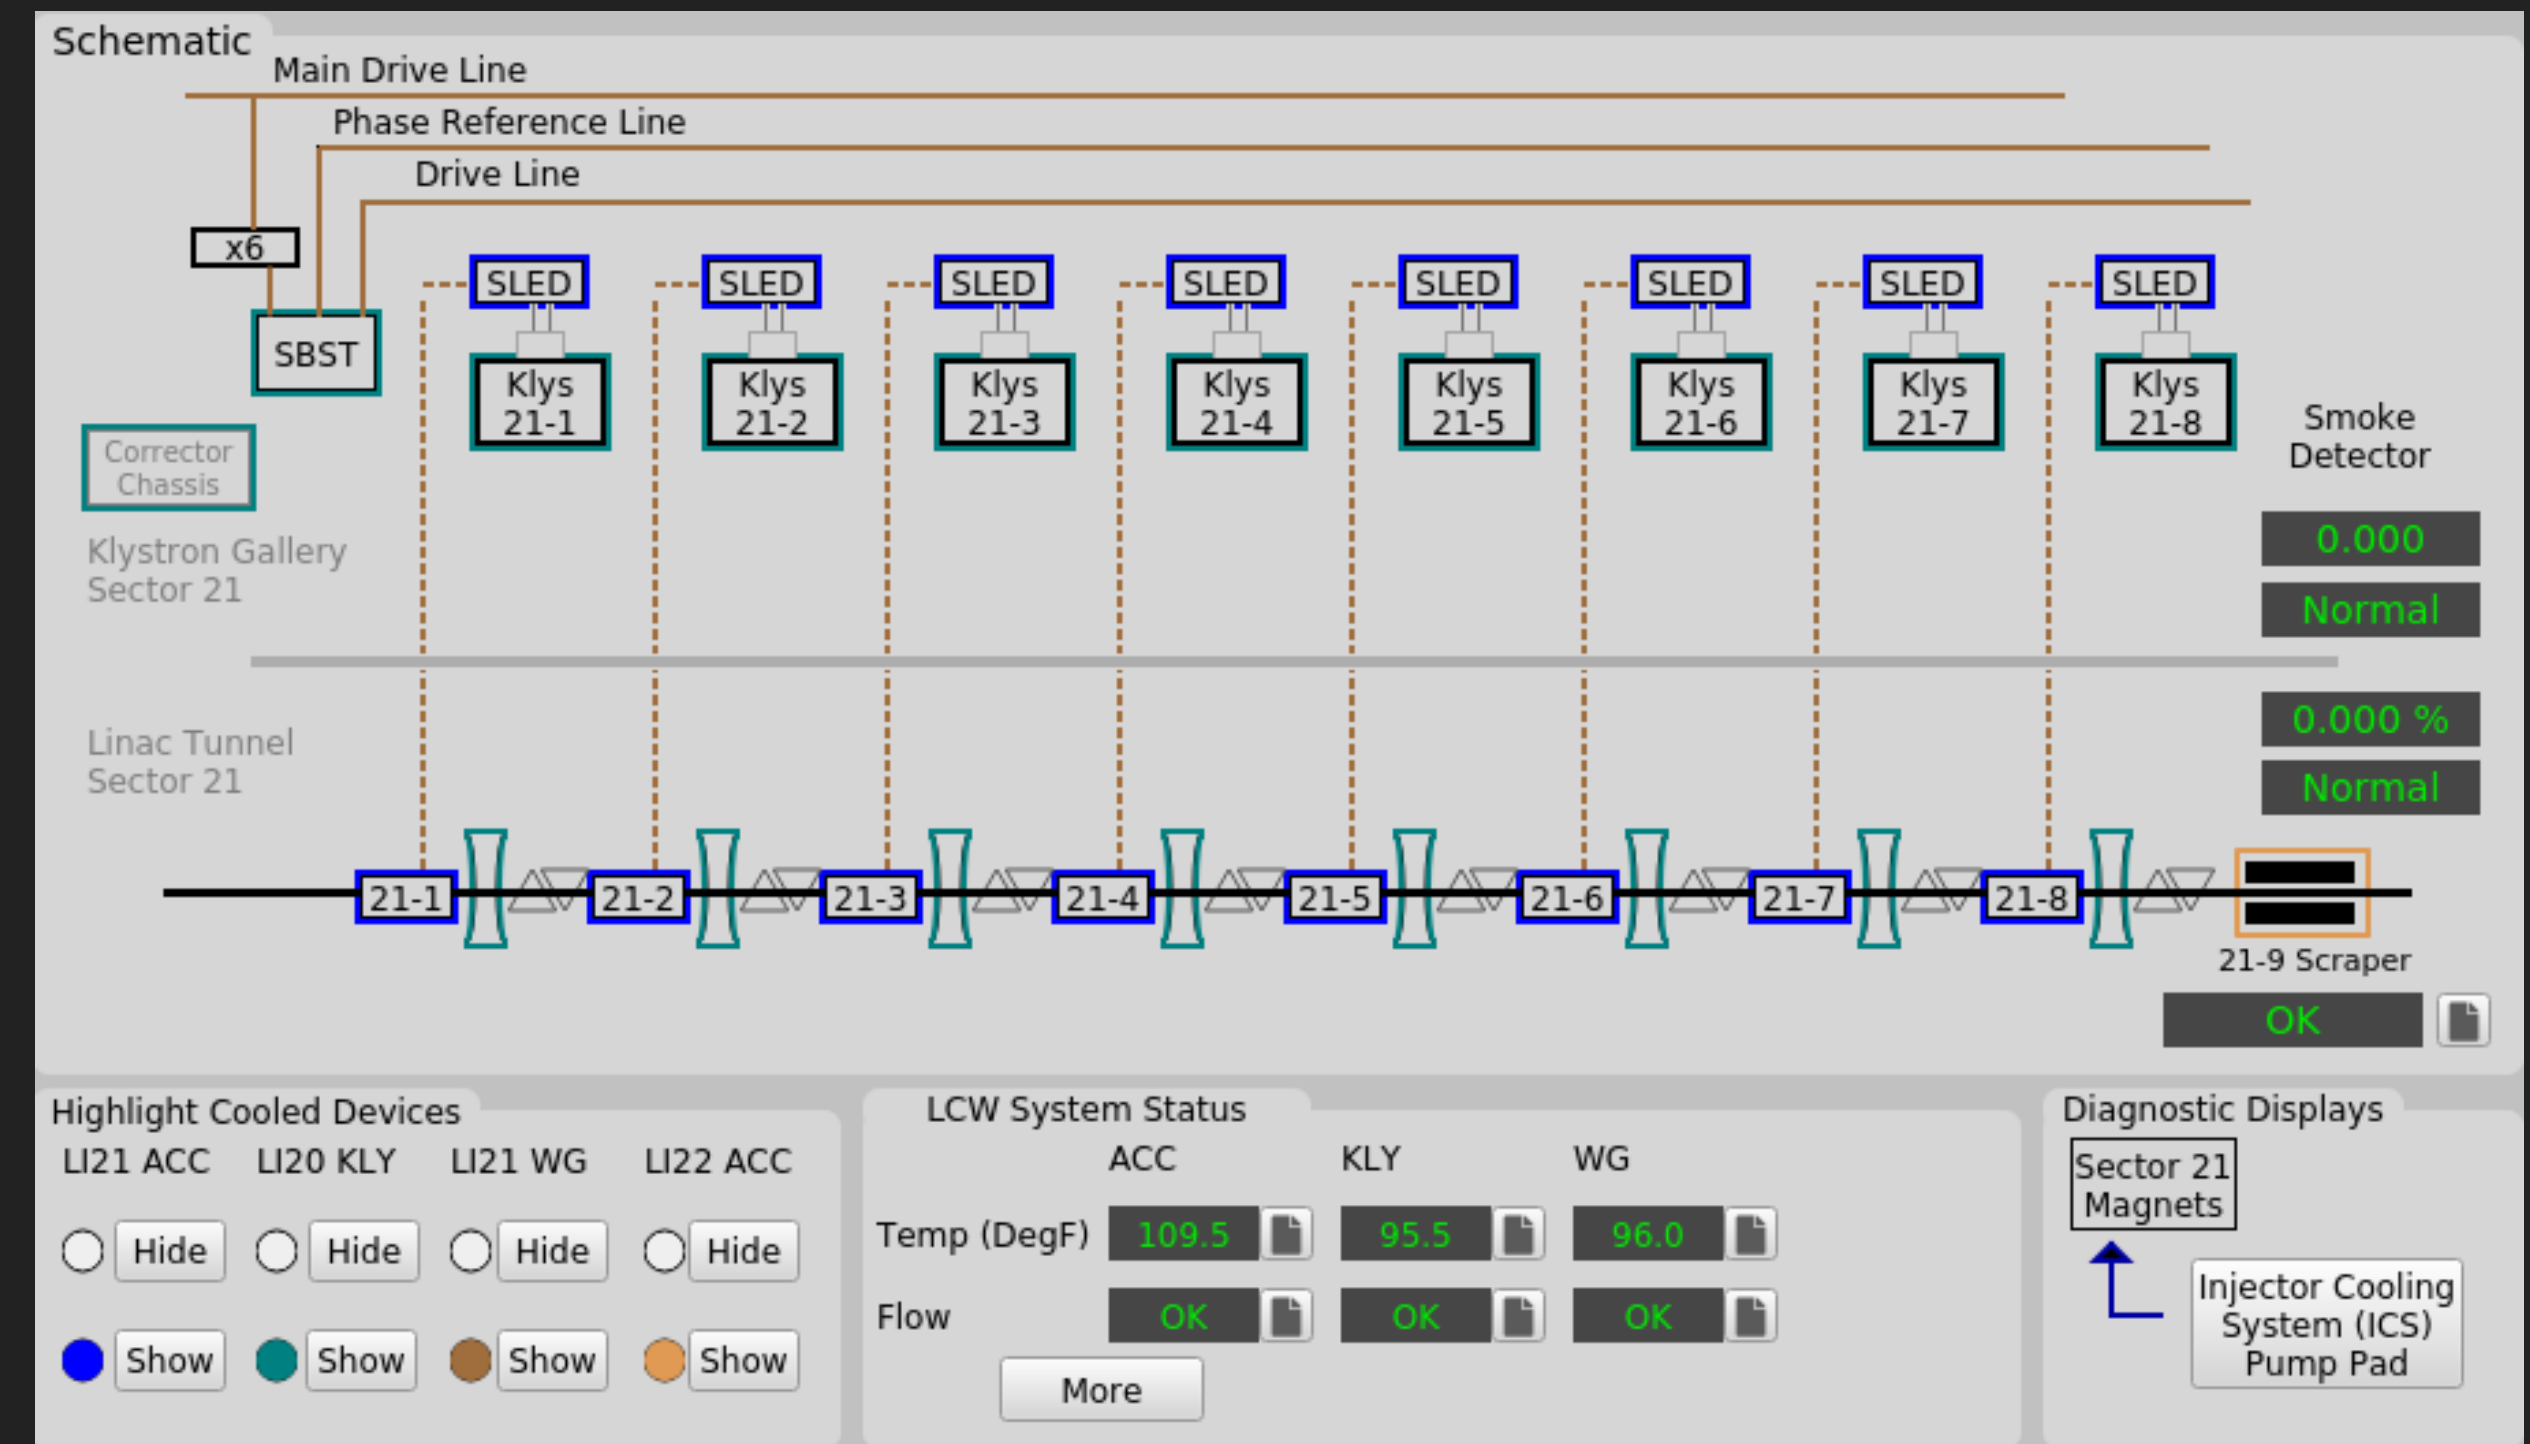 Schematic
Main Drive Line
Phase Reference Line
Drive Line
x6
SLED SLED SLED SLED SLED SLED SLED SLED
SBST
Klys Klys Klys Klys Klys Klys Klys Klys
21-1 21-2 21-3 21-4 21-5 21-6 21-7 21-8
Smoke
Detector
Corrector
Chassis
Klystron Gallery
Sector 21
0.000
Normal
Linac Tunnel
Sector 21
0.000 %
Normal
21-1 21-2 21-3 21-4 21-5 21-6 21-7 21-8
21-9 Scraper
OK
Highlight Cooled Devices
LI21 ACC LI20 KLY LI21 WG LI22 ACC
Hide Hide Hide Hide
Show Show Show Show
LCW System Status
ACC KLY WG
Temp (DegF) 109.5 95.5 96.0
Flow OK OK OK
More
Diagnostic Displays
Sector 21
Magnets
Injector Cooling
System (ICS)
Pump Pad